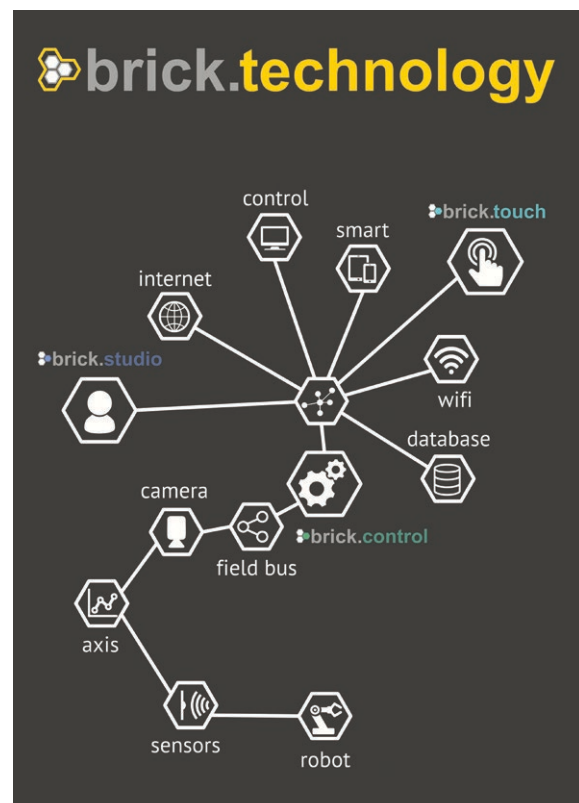 brick.technology
control
brick.touch
smart
internet
brick.studio
wifi
database
camera
brick.control
field bus
axis
sensors
robot